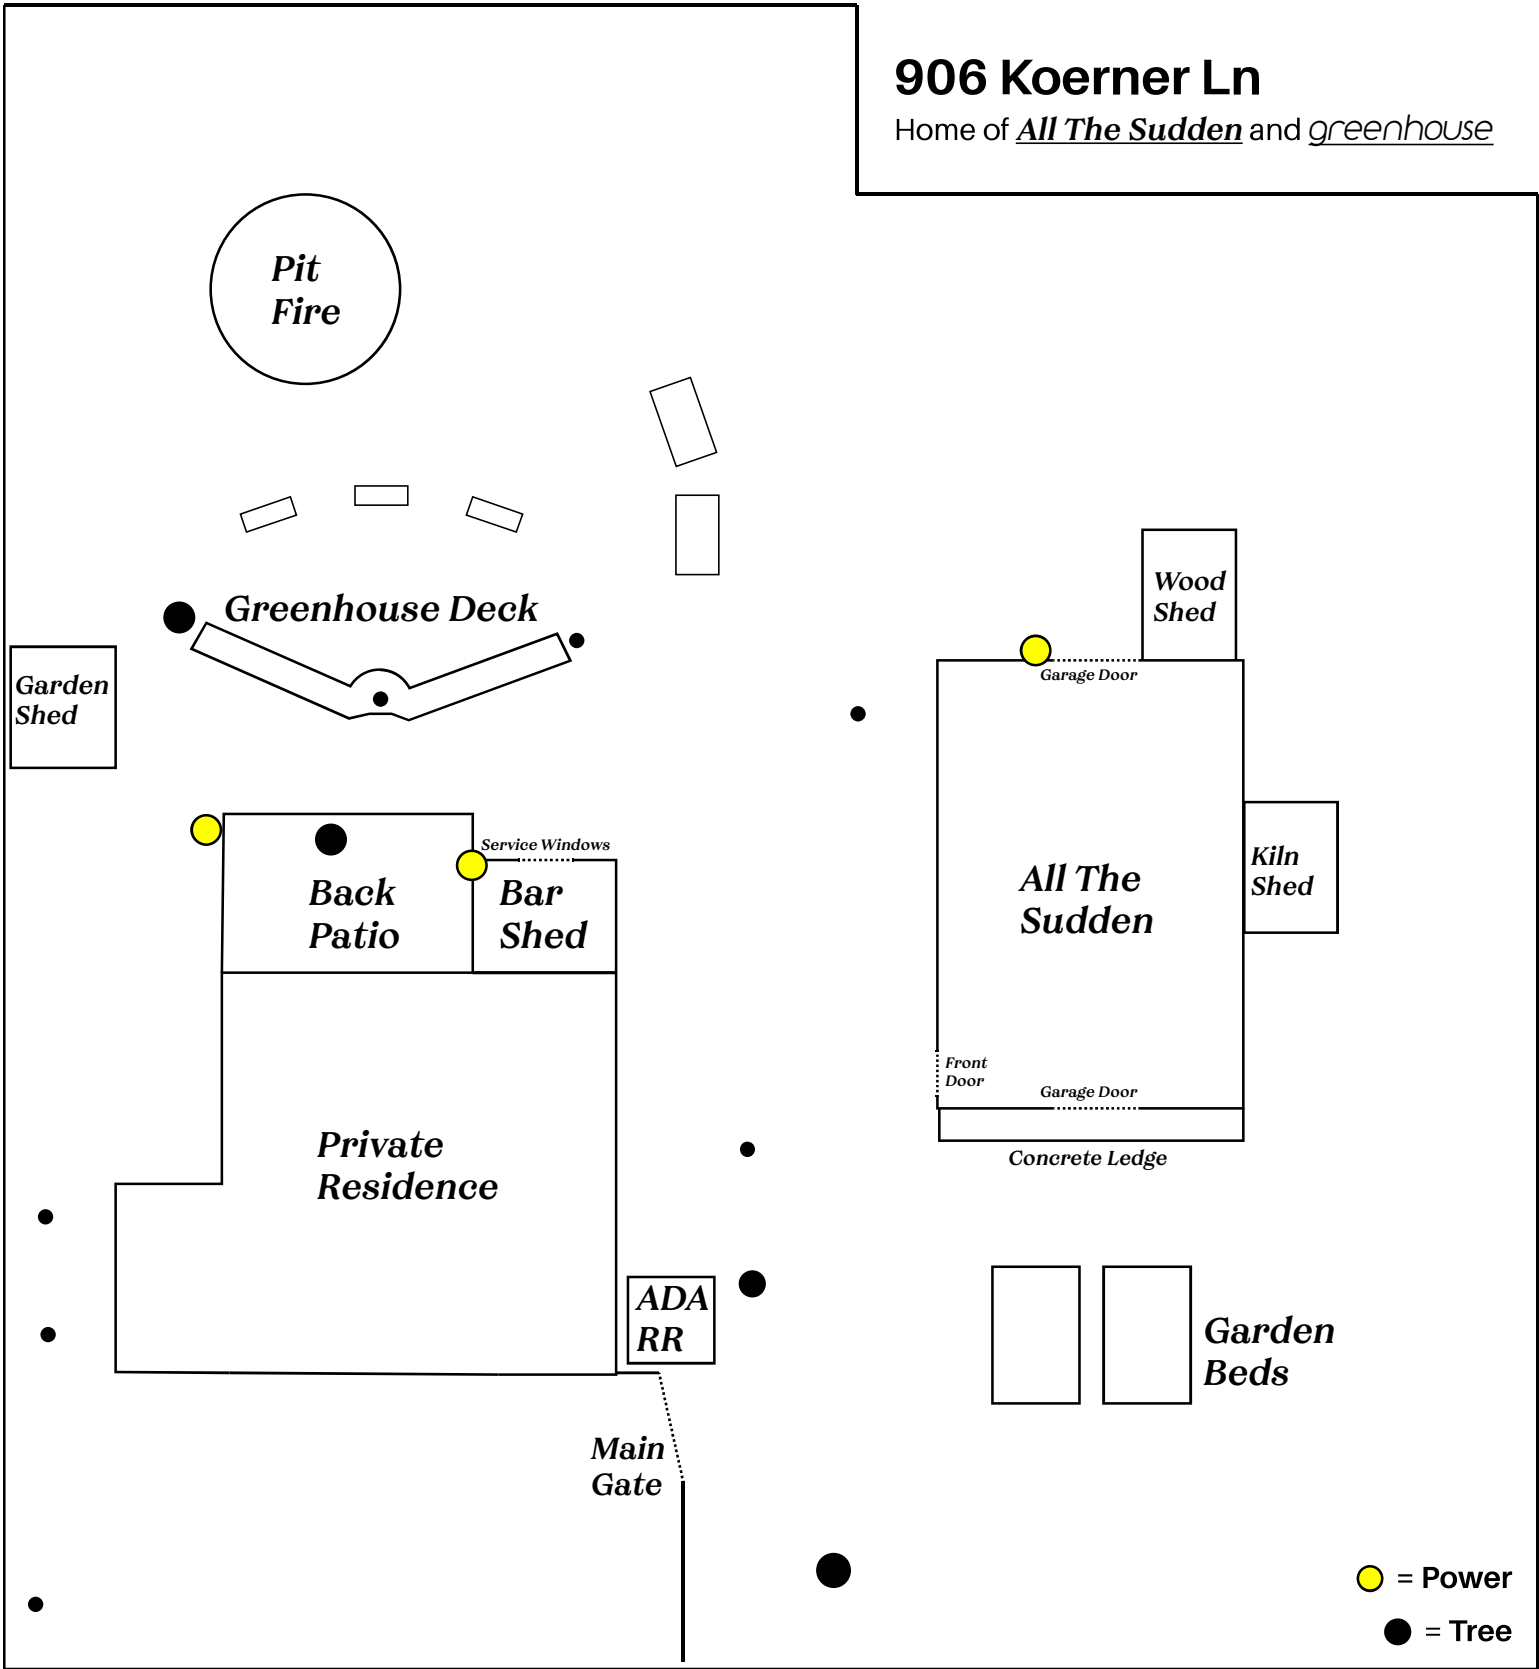 906 Koerner Ln
Home of All The Sudden and greenhouse
Pit
Fire
Greenhouse Deck
Wood
Shed
Garage Door
Garden
Shed
Service Windows
Back
Patio
Bar
Shed
All The
Sudden
Kiln
Shed
Front
Door
Garage Door
Concrete Ledge
Private
Residence
ADA
RR
Garden
Beds
Main
Gate
= Power
= Tree